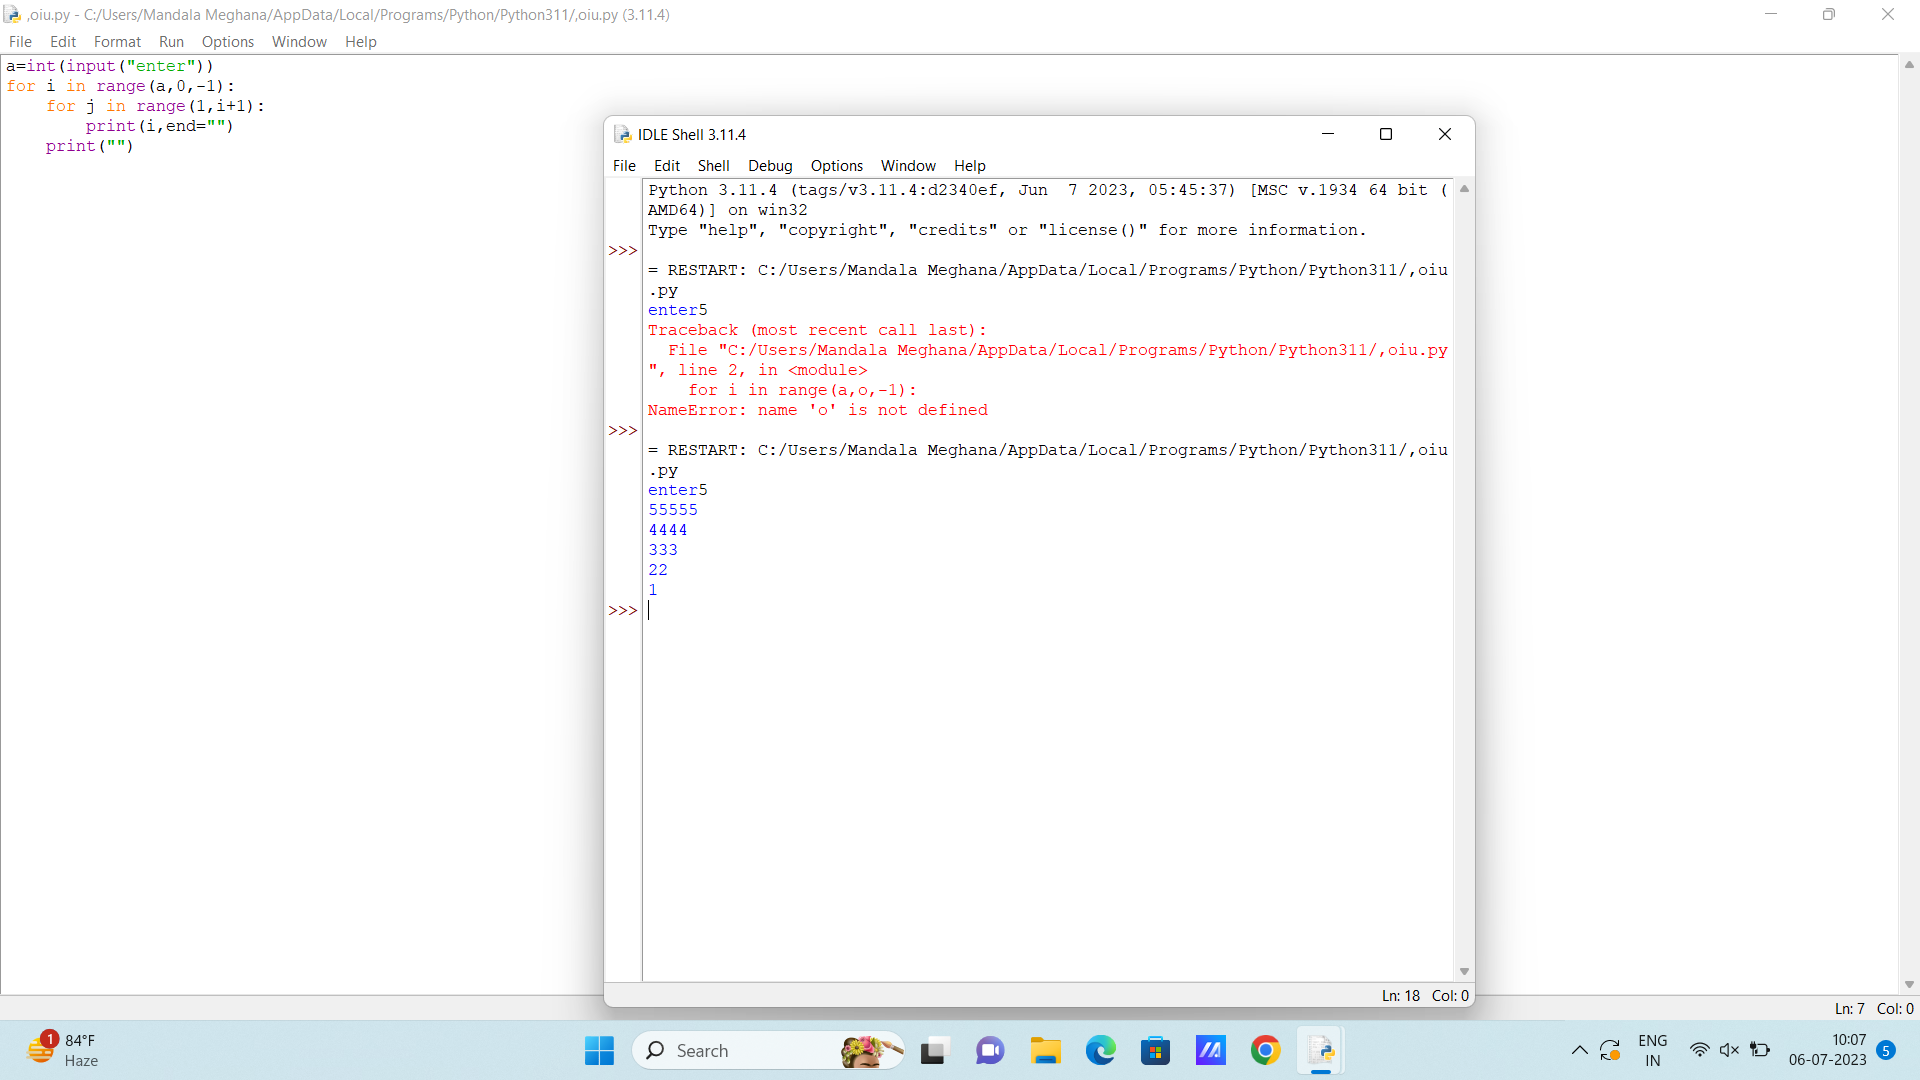 ,oiu.py - C:/Users/Mandala Meghana/AppData/Local/Programs/Python/Python311/,oiu.py (3.11.4)
File Edit Format Run Options Window Help
a=int(input("enter"))
for i in range(a,0,-1):
    for j in range(1,i+1):
        print(i,end="")
    print("")
IDLE Shell 3.11.4
File Edit Shell Debug Options Window Help
Python 3.11.4 (tags/v3.11.4:d2340ef, Jun  7 2023, 05:45:37) [MSC v.1934 64 bit (
AMD64)] on win32
Type "help", "copyright", "credits" or "license()" for more information.
>>>
= RESTART: C:/Users/Mandala Meghana/AppData/Local/Programs/Python/Python311/,oiu
.py
enter5
Traceback (most recent call last):
  File "C:/Users/Mandala Meghana/AppData/Local/Programs/Python/Python311/,oiu.py
", line 2, in <module>
    for i in range(a,o,-1):
NameError: name 'o' is not defined
>>>
= RESTART: C:/Users/Mandala Meghana/AppData/Local/Programs/Python/Python311/,oiu
.py
enter5
55555
4444
333
22
1
>>>
Ln: 18 Col: 0
Ln: 7 Col: 0
1
84°F
Haze
Search
ENG
IN
10:07
06-07-2023
5